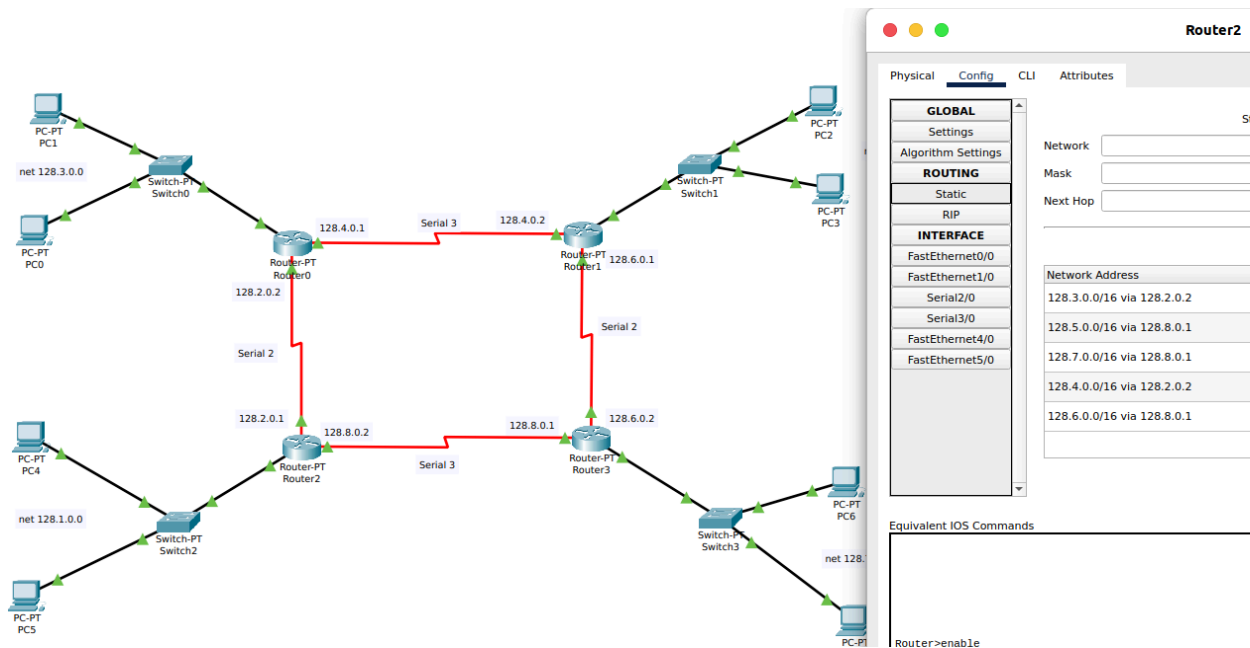 PC-PT
PC1
net 128.3.0.0
Switch-PT
Switch0
PC-PT
PC0
128.4.0.1
Serial 3
128.4.0.2
Router-PT
Router0
128.2.0.2
Serial 2
PC-PT
PC2
Switch-PT
Switch1
PC-PT
PC3
Router-PT
Router1
128.6.0.1
Serial 2
128.2.0.1
128.8.0.2
128.8.0.1
128.6.0.2
Router-PT
Router2
Serial 3
Router-PT
Router3
PC-PT
PC4
net 128.1.0.0
Switch-PT
Switch2
PC-PT
PC5
PC-PT
PC6
Switch-PT
Switch3
net 128.
PC-PT
Router2
Physical Config CLI Attributes
GLOBAL
Settings
Algorithm Settings
ROUTING
Static
RIP
INTERFACE
FastEthernet0/0
FastEthernet1/0
Serial2/0
Serial3/0
FastEthernet4/0
FastEthernet5/0
Network
Mask
Next Hop
Network Address
128.3.0.0/16 via 128.2.0.2
128.5.0.0/16 via 128.8.0.1
128.7.0.0/16 via 128.8.0.1
128.4.0.0/16 via 128.2.0.2
128.6.0.0/16 via 128.8.0.1
Equivalent IOS Commands
Router>enable